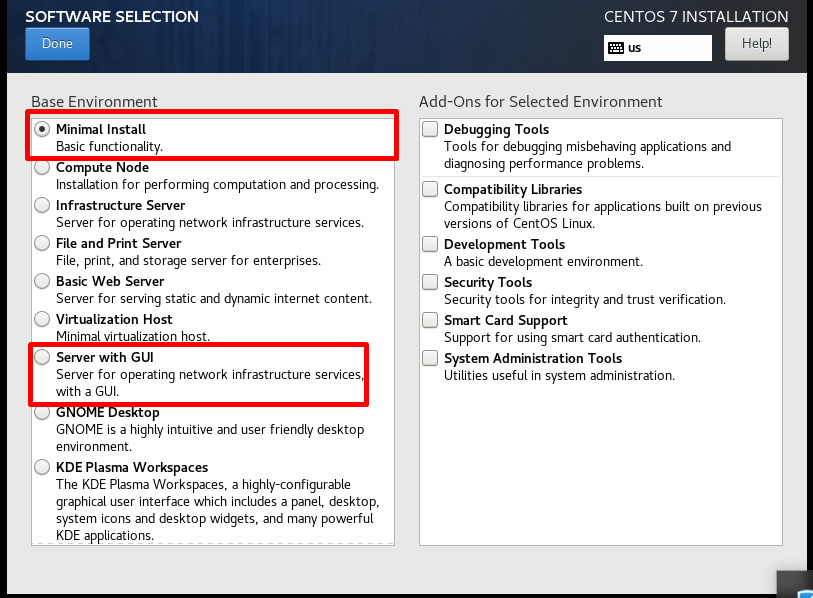 SOFTWARE SELECTION
CENTOS 7 INSTALLATION
Done
us
Help!
Base Environment
Minimal Install
Basic functionality.
Compute Node
Installation for performing computation and processing.
Infrastructure Server
Server for operating network infrastructure services.
File and Print Server
File, print, and storage server for enterprises.
Basic Web Server
Server for serving static and dynamic internet content.
Virtualization Host
Minimal virtualization host.
Server with GUI
Server for operating network infrastructure services,
with a GUI.
GNOME Desktop
GNOME is a highly intuitive and user friendly desktop
environment.
KDE Plasma Workspaces
The KDE Plasma Workspaces, a highly-configurable
graphical user interface which includes a panel, desktop,
system icons and desktop widgets, and many powerful
KDE applications.
Add-Ons for Selected Environment
Debugging Tools
Tools for debugging misbehaving applications and
diagnosing performance problems.
Compatibility Libraries
Compatibility libraries for applications built on previous
versions of CentOS Linux.
Development Tools
A basic development environment.
Security Tools
Security tools for integrity and trust verification.
Smart Card Support
Support for using smart card authentication.
System Administration Tools
Utilities useful in system administration.